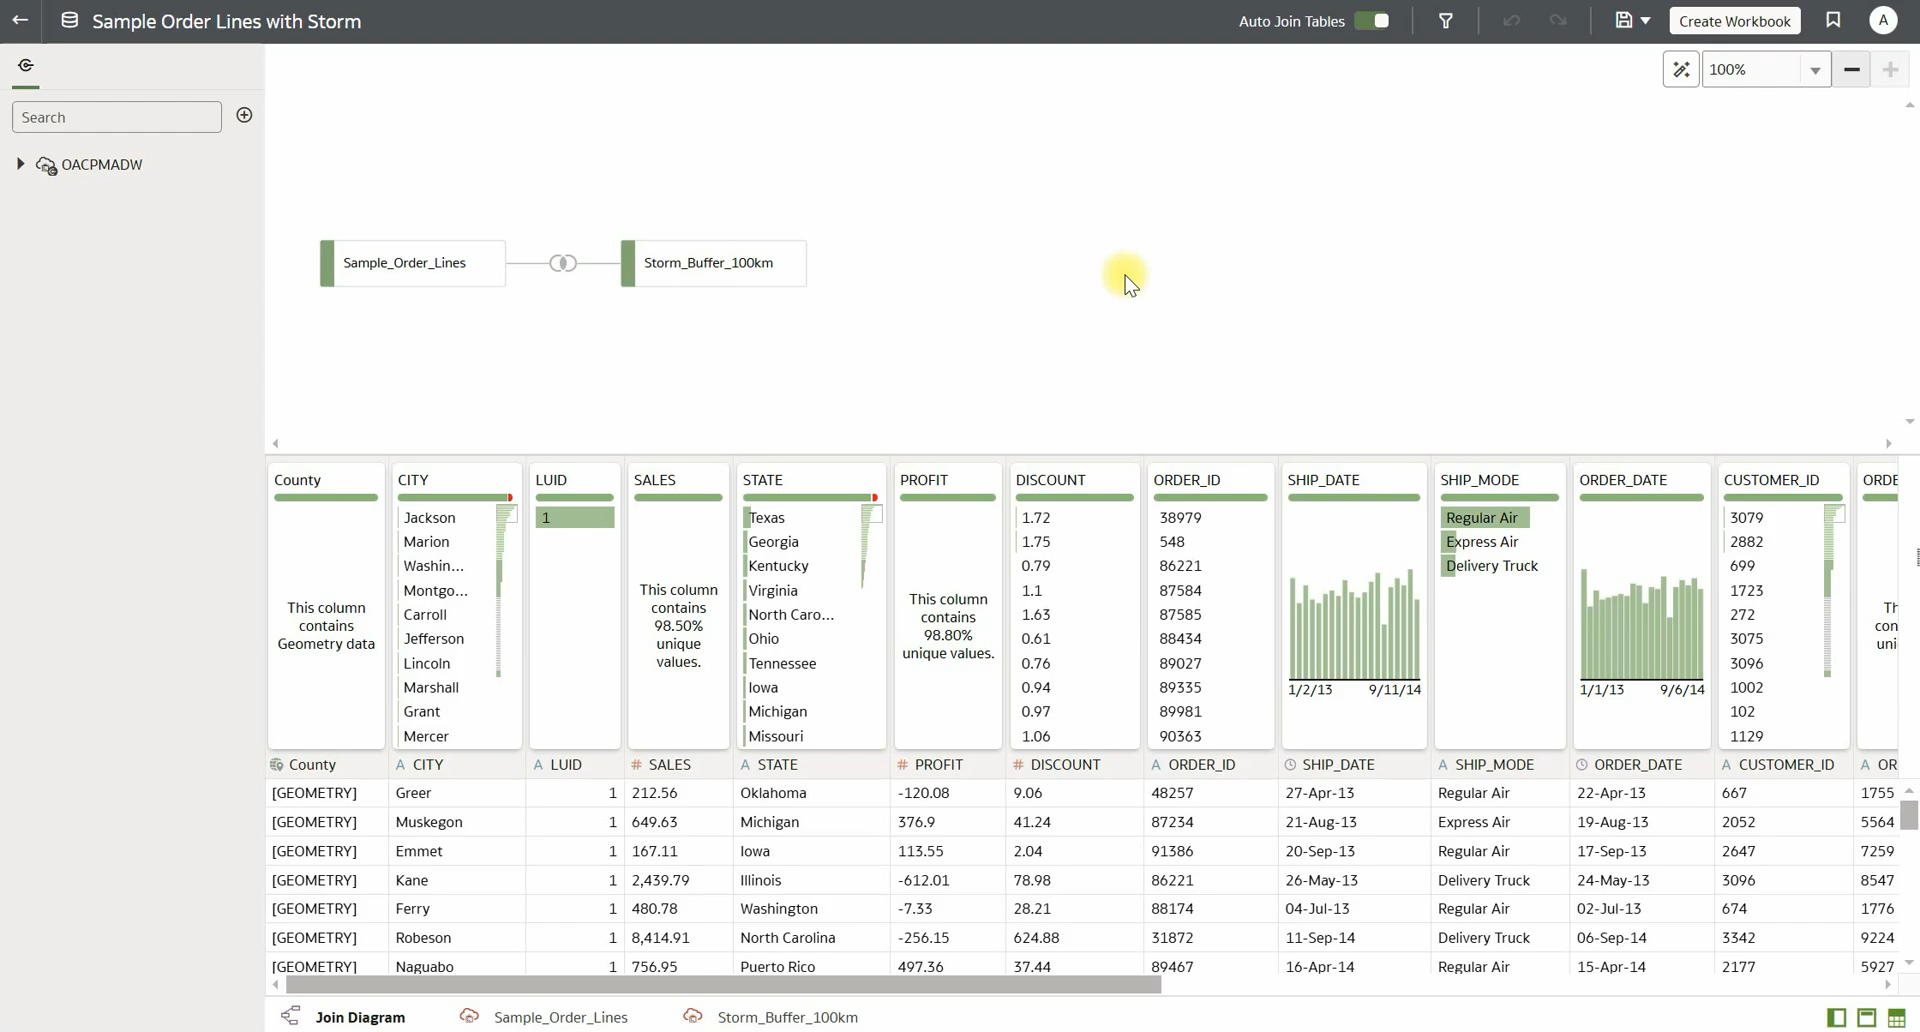 Sample Order Lines with Storm
Auto Join Tables
Create Workbook
A
Search
100%
OACPMADW
Sample_Order_Lines
Storm_Buffer_100km
County CITY LUID SALES STATE PROFIT DISCOUNT ORDER_ID SHIP_DATE SHIP_MODE ORDER_DATE CUSTOMER_ID ORDE
This column contains Geometry data
Jackson
Marion
Washin...
Montgo...
Carroll
Jefferson
Lincoln
Marshall
Grant
Mercer
1
This column contains 98.50% unique values.
Texas
Georgia
Kentucky
Virginia
North Caro...
Ohio
Tennessee
Iowa
Michigan
Missouri
This column contains 98.80% unique values.
1.72
1.75
0.79
1.1
1.63
0.61
0.76
0.94
0.97
1.06
38979
548
86221
87584
87585
88434
89027
89335
89981
90363
1/2/13 9/11/14
Regular Air
Express Air
Delivery Truck
1/1/13 9/6/14
3079
2882
699
1723
272
3075
3096
1002
102
1129
Th
con
uni
County A CITY A LUID # SALES A STATE # PROFIT # DISCOUNT A ORDER_ID SHIP_DATE A SHIP_MODE ORDER_DATE A CUSTOMER_ID A OR
[GEOMETRY] Greer 1 212.56 Oklahoma -120.08 9.06 48257 27-Apr-13 Regular Air 22-Apr-13 667 1755
[GEOMETRY] Muskegon 1 649.63 Michigan 376.9 41.24 87234 21-Aug-13 Express Air 19-Aug-13 2052 5564
[GEOMETRY] Emmet 1 167.11 Iowa 113.55 2.04 91386 20-Sep-13 Regular Air 17-Sep-13 2647 7259
[GEOMETRY] Kane 1 2,439.79 Illinois -612.01 78.98 86221 26-May-13 Delivery Truck 24-May-13 3096 8547
[GEOMETRY] Ferry 1 480.78 Washington -7.33 28.21 88174 04-Jul-13 Regular Air 02-Jul-13 674 1776
[GEOMETRY] Robeson 1 8,414.91 North Carolina -256.15 624.88 31872 11-Sep-14 Delivery Truck 06-Sep-14 3342 9224
[GEOMETRY] Naguabo 1 756.95 Puerto Rico 497.36 37.44 89467 16-Apr-14 Regular Air 15-Apr-14 2177 5927
Join Diagram
Sample_Order_Lines
Storm_Buffer_100km